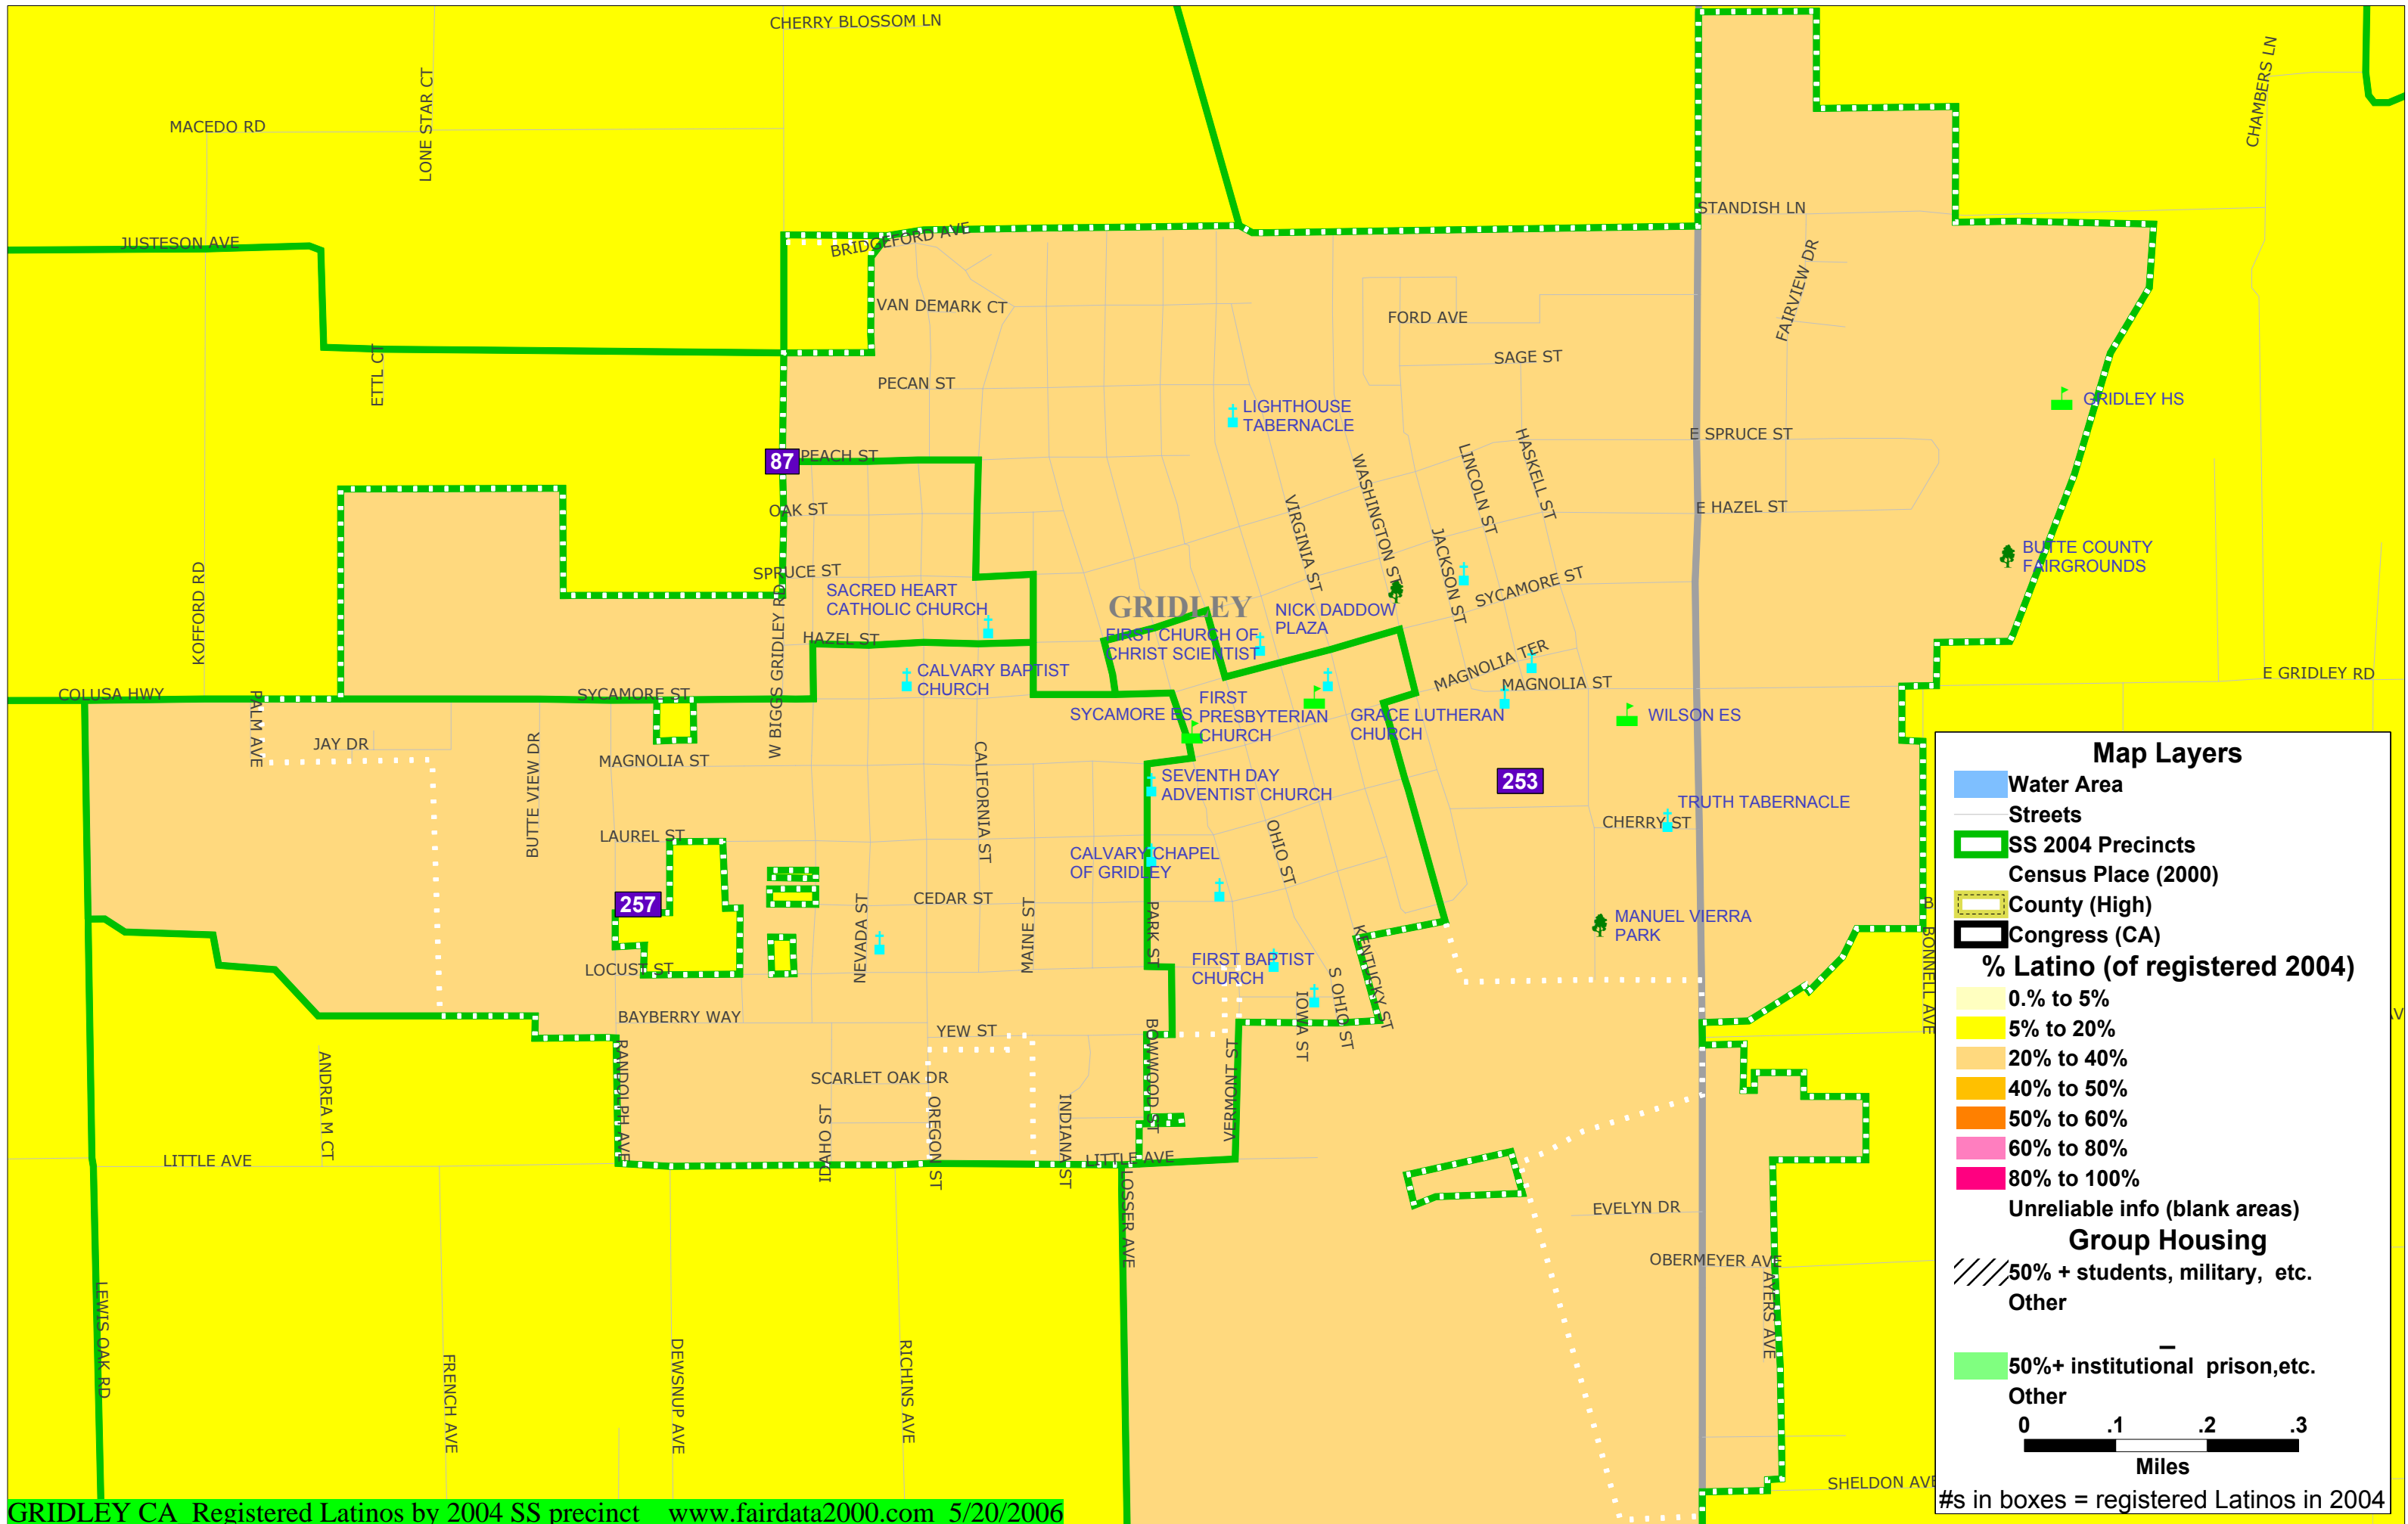 CHERRY BLOSSOM LN
LONE STAR CT
CHAMBERS LN
MACEDO RD
STANDISH LN
JUSTESON AVE
BRIDGEFORD AVE
FAIRVIEW DR
VAN DEMARK CT
FORD AVE
ETTL CT
PECAN ST
SAGE ST
GRIDLEY HS
LIGHTHOUSE
TABERNACLE
E SPRUCE ST
87
PEACH ST
WASHINGTON ST
LINCOLN ST
HASKELL ST
OAK ST
VIRGINIA ST
E HAZEL ST
JACKSON ST
BUTTE COUNTY
FAIRGROUNDS
KOFFORD RD
SPRUCE ST
SYCAMORE ST
SACRED HEART
CATHOLIC CHURCH
GRIDLEY
NICK DADDOW
PLAZA
W BIGGS GRIDLEY RD
HAZEL ST
FIRST CHURCH OF
CHRIST SCIENTIST
MAGNOLIA TER
CALVARY BAPTIST
CHURCH
MAGNOLIA ST
E GRIDLEY RD
COLUSA HWY
PALM AVE
SYCAMORE ST
SYCAMORE ES
FIRST
PRESBYTERIAN
CHURCH
GRACE LUTHERAN
CHURCH
WILSON ES
JAY DR
BUTTE VIEW DR
MAGNOLIA ST
CALIFORNIA ST
SEVENTH DAY
ADVENTIST CHURCH
253
TRUTH TABERNACLE
CHERRY ST
LAUREL ST
CALVARY CHAPEL
OF GRIDLEY
OHIO ST
257
CEDAR ST
NEVADA ST
MAINE ST
PARK ST
KENTUCKY ST
MANUEL VIERRA
PARK
B
BONNELL AVE
LOCUST ST
FIRST BAPTIST
CHURCH
S OHIO ST
IOWA ST
BAYBERRY WAY
YEW ST
BOWWOOD ST
VERMONT ST
AV
ANDREA M CT
RANDOLPH AVE
SCARLET OAK DR
IDAHO ST
OREGON ST
INDIANA ST
LITTLE AVE
LITTLE AVE
LOSSER AVE
EVELYN DR
OBERMEYER AVE
AYERS AVE
LEWIS OAK RD
FRENCH AVE
DEWSNUP AVE
RICHINS AVE
SHELDON AVE
Map Layers
Water Area
Streets
SS 2004 Precincts
Census Place (2000)
County (High)
Congress (CA)
% Latino (of registered 2004)
0.% to 5%
5% to 20%
20% to 40%
40% to 50%
50% to 60%
60% to 80%
80% to 100%
Unreliable info (blank areas)
Group Housing
50% + students, military, etc.
Other
50%+ institutional prison,etc.
Other
0 .1 .2 .3
Miles
#s in boxes = registered Latinos in 2004
GRIDLEY CA Registered Latinos by 2004 SS precinct www.fairdata2000.com 5/20/2006